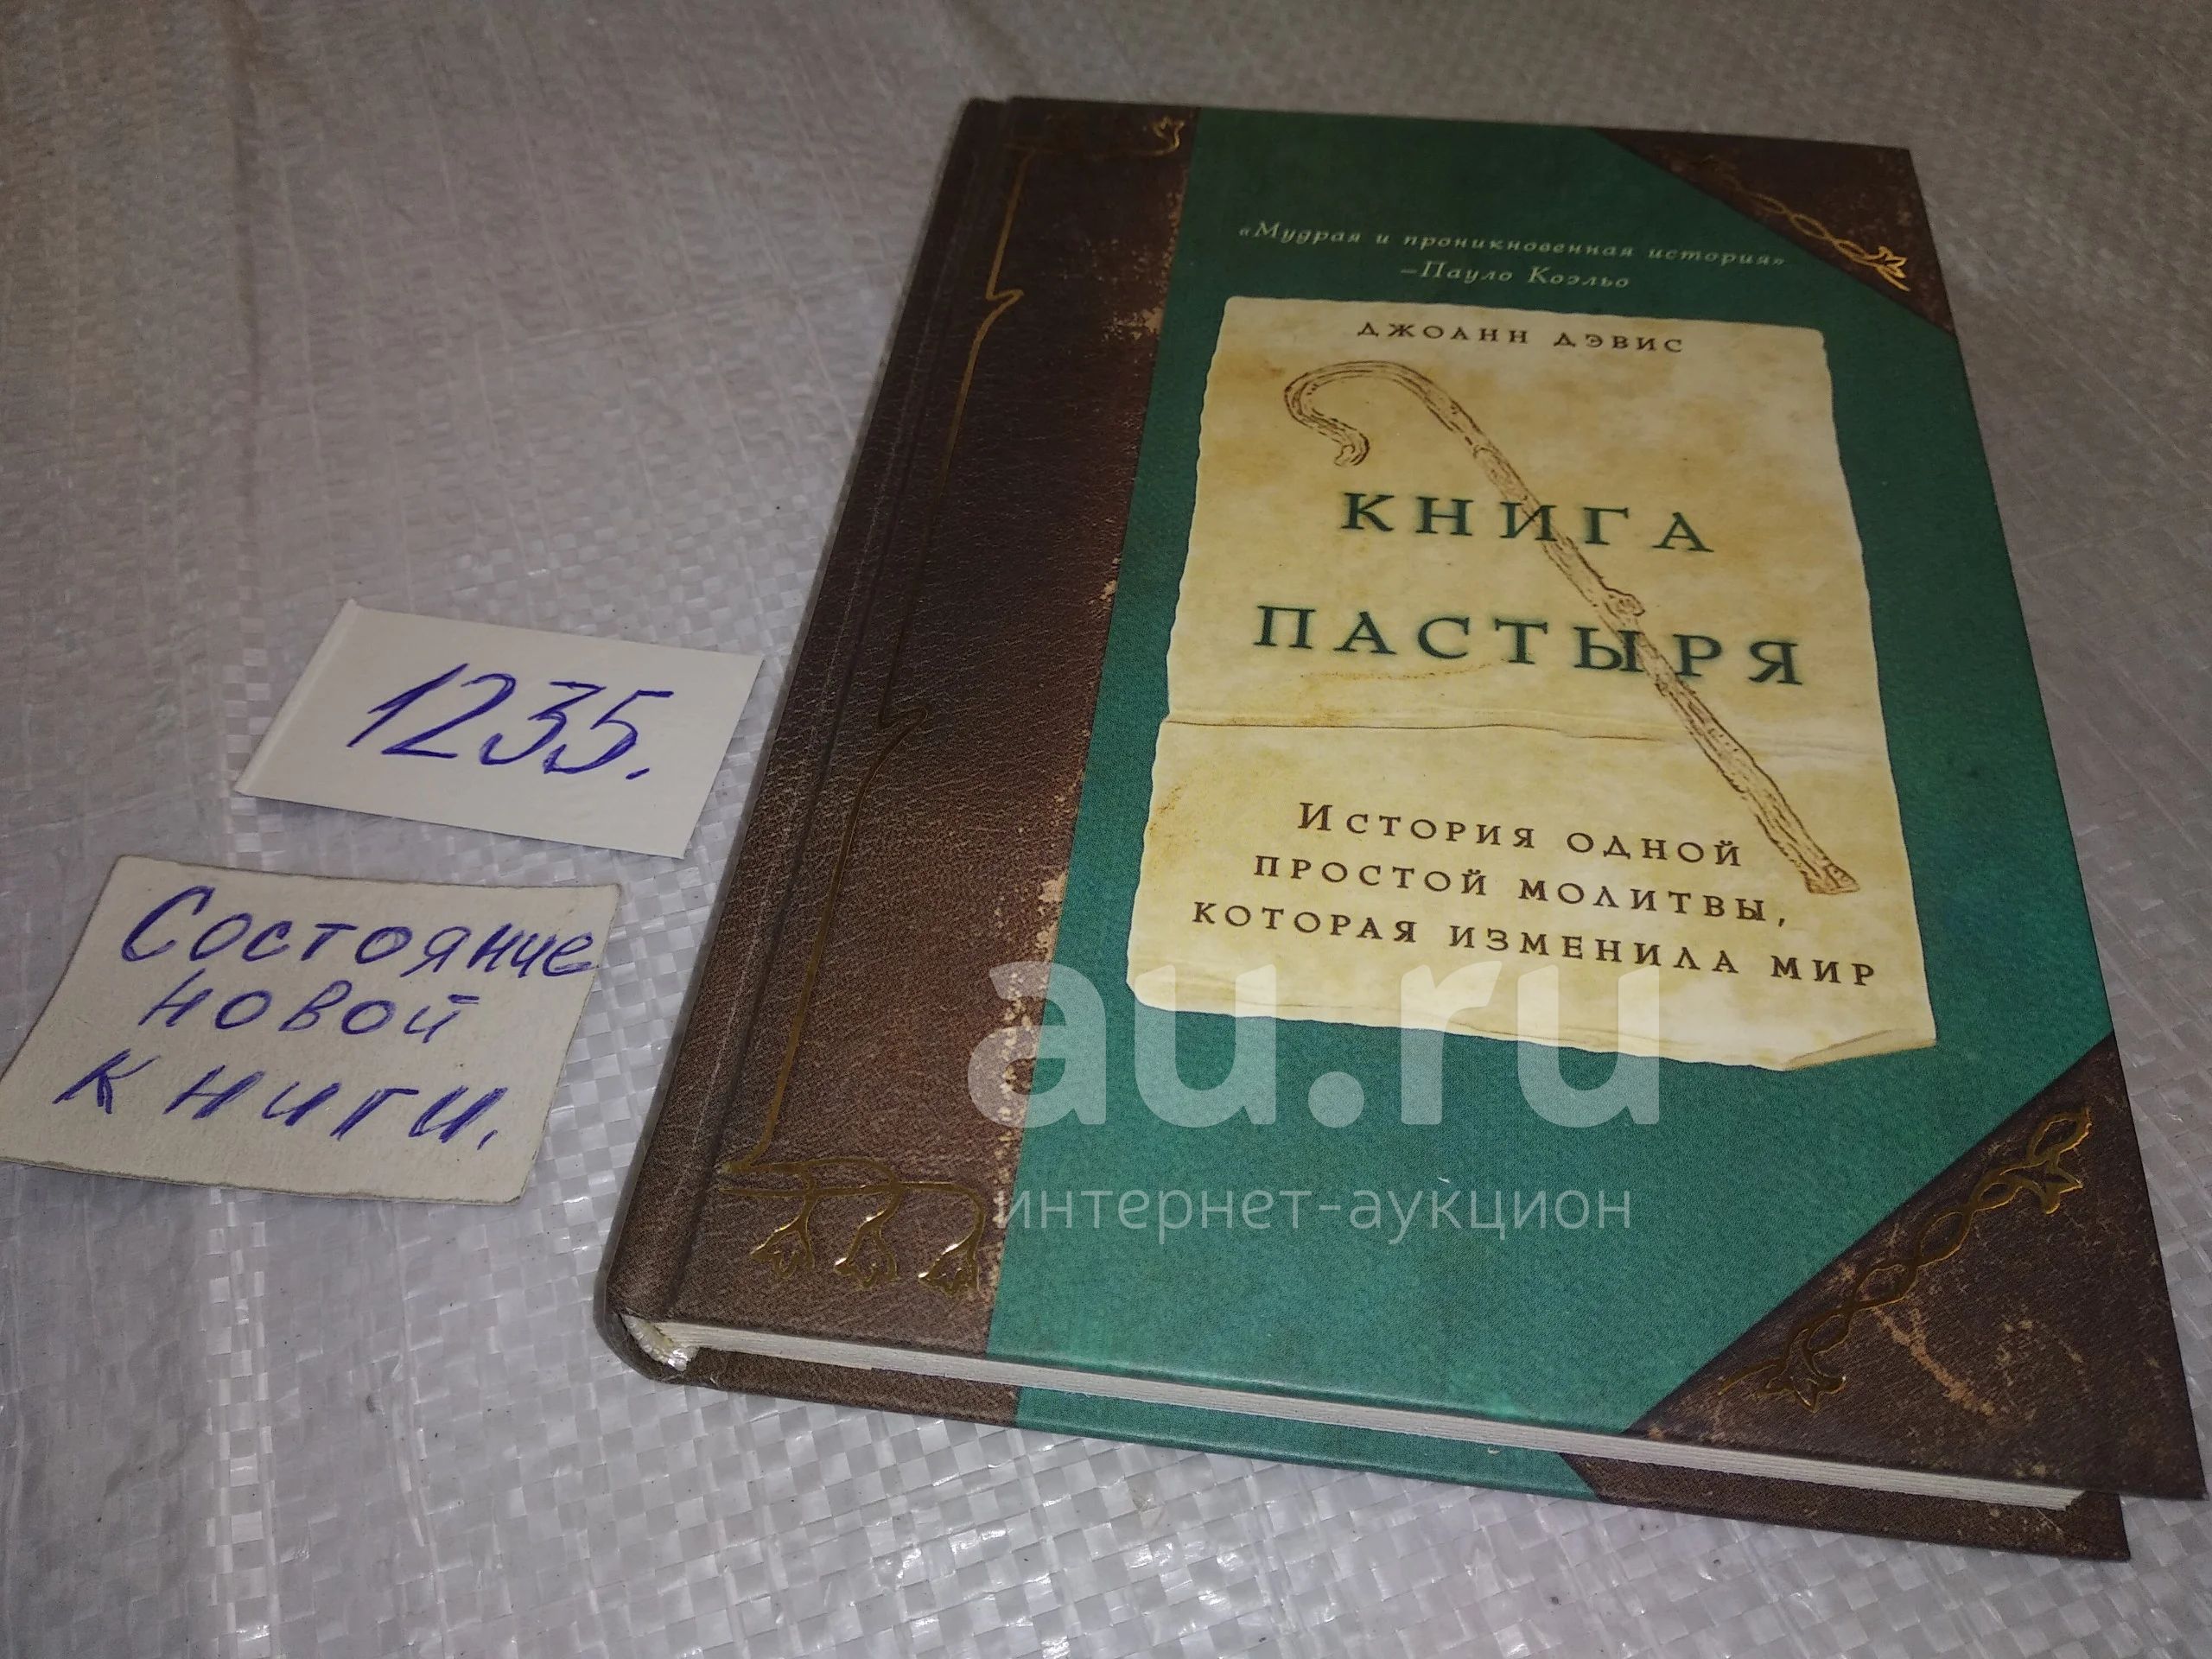 «Мудрая и проникновенная история»
–Пауло Коэльо
ДЖОАНН ДЭВИС
КНИГА
ПАСТЫРЯ
ИСТОРИЯ ОДНОЙ
ПРОСТОЙ МОЛИТВЫ,
КОТОРАЯ ИЗМЕНИЛА МИР
1235.
Состояние
новой
книги.
au.ru
интернет-аукцион